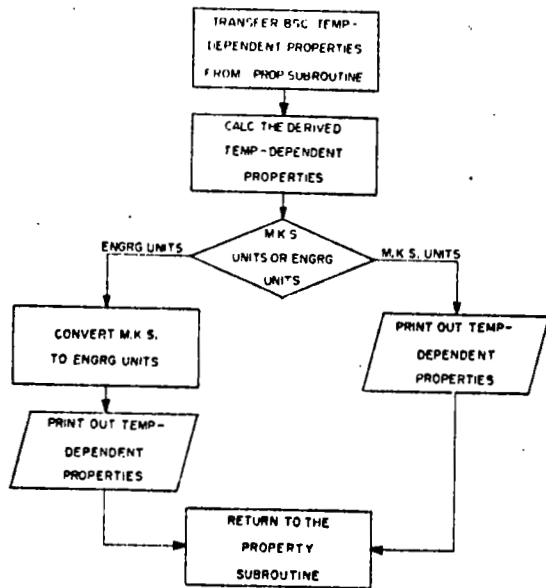 TRANSFER BSC TEMP-
DEPENDENT PROPERTIES
FROM PROP SUBROUTINE
CALC THE DERIVED
TEMP-DEPENDENT
PROPERTIES
M.K.S
UNITS OR ENGRG
UNITS
ENGRG UNITS
M.K.S. UNITS
CONVERT M.K.S.
TO ENGRG UNITS
PRINT OUT TEMP-
DEPENDENT
PROPERTIES
PRINT OUT TEMP-
DEPENDENT
PROPERTIES
RETURN TO THE
PROPERTY
SUBROUTINE